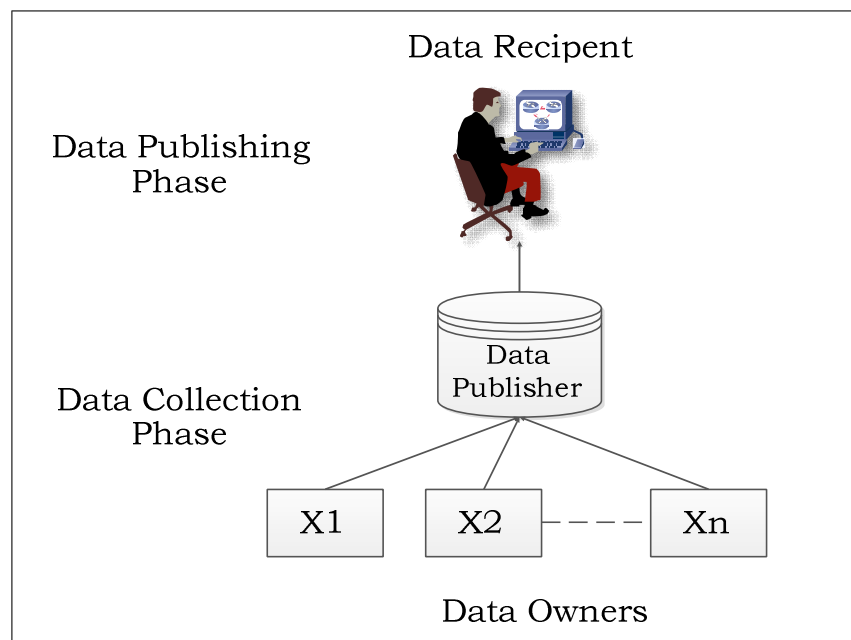 Data Recipent
Data Publishing
Phase
Data
Publisher
Data Collection
Phase
X1
X2
Xn
Data Owners